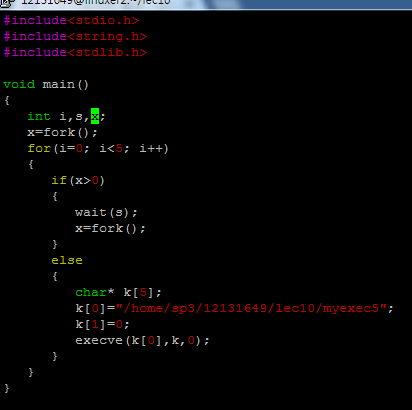 12131649@linuxer2:~/lec10
#include<stdio.h>
#include<string.h>
#include<stdlib.h>
void main()
{
int i,s,x;
x=fork();
for(i=0; i<5; i++)
{
if(x>0)
{
wait(s);
x=fork();
}
else
{
char* k[5];
k[0]="/home/sp3/12131649/lec10/myexec5";
k[1]=0;
execve(k[0],k,0);
}
}
}